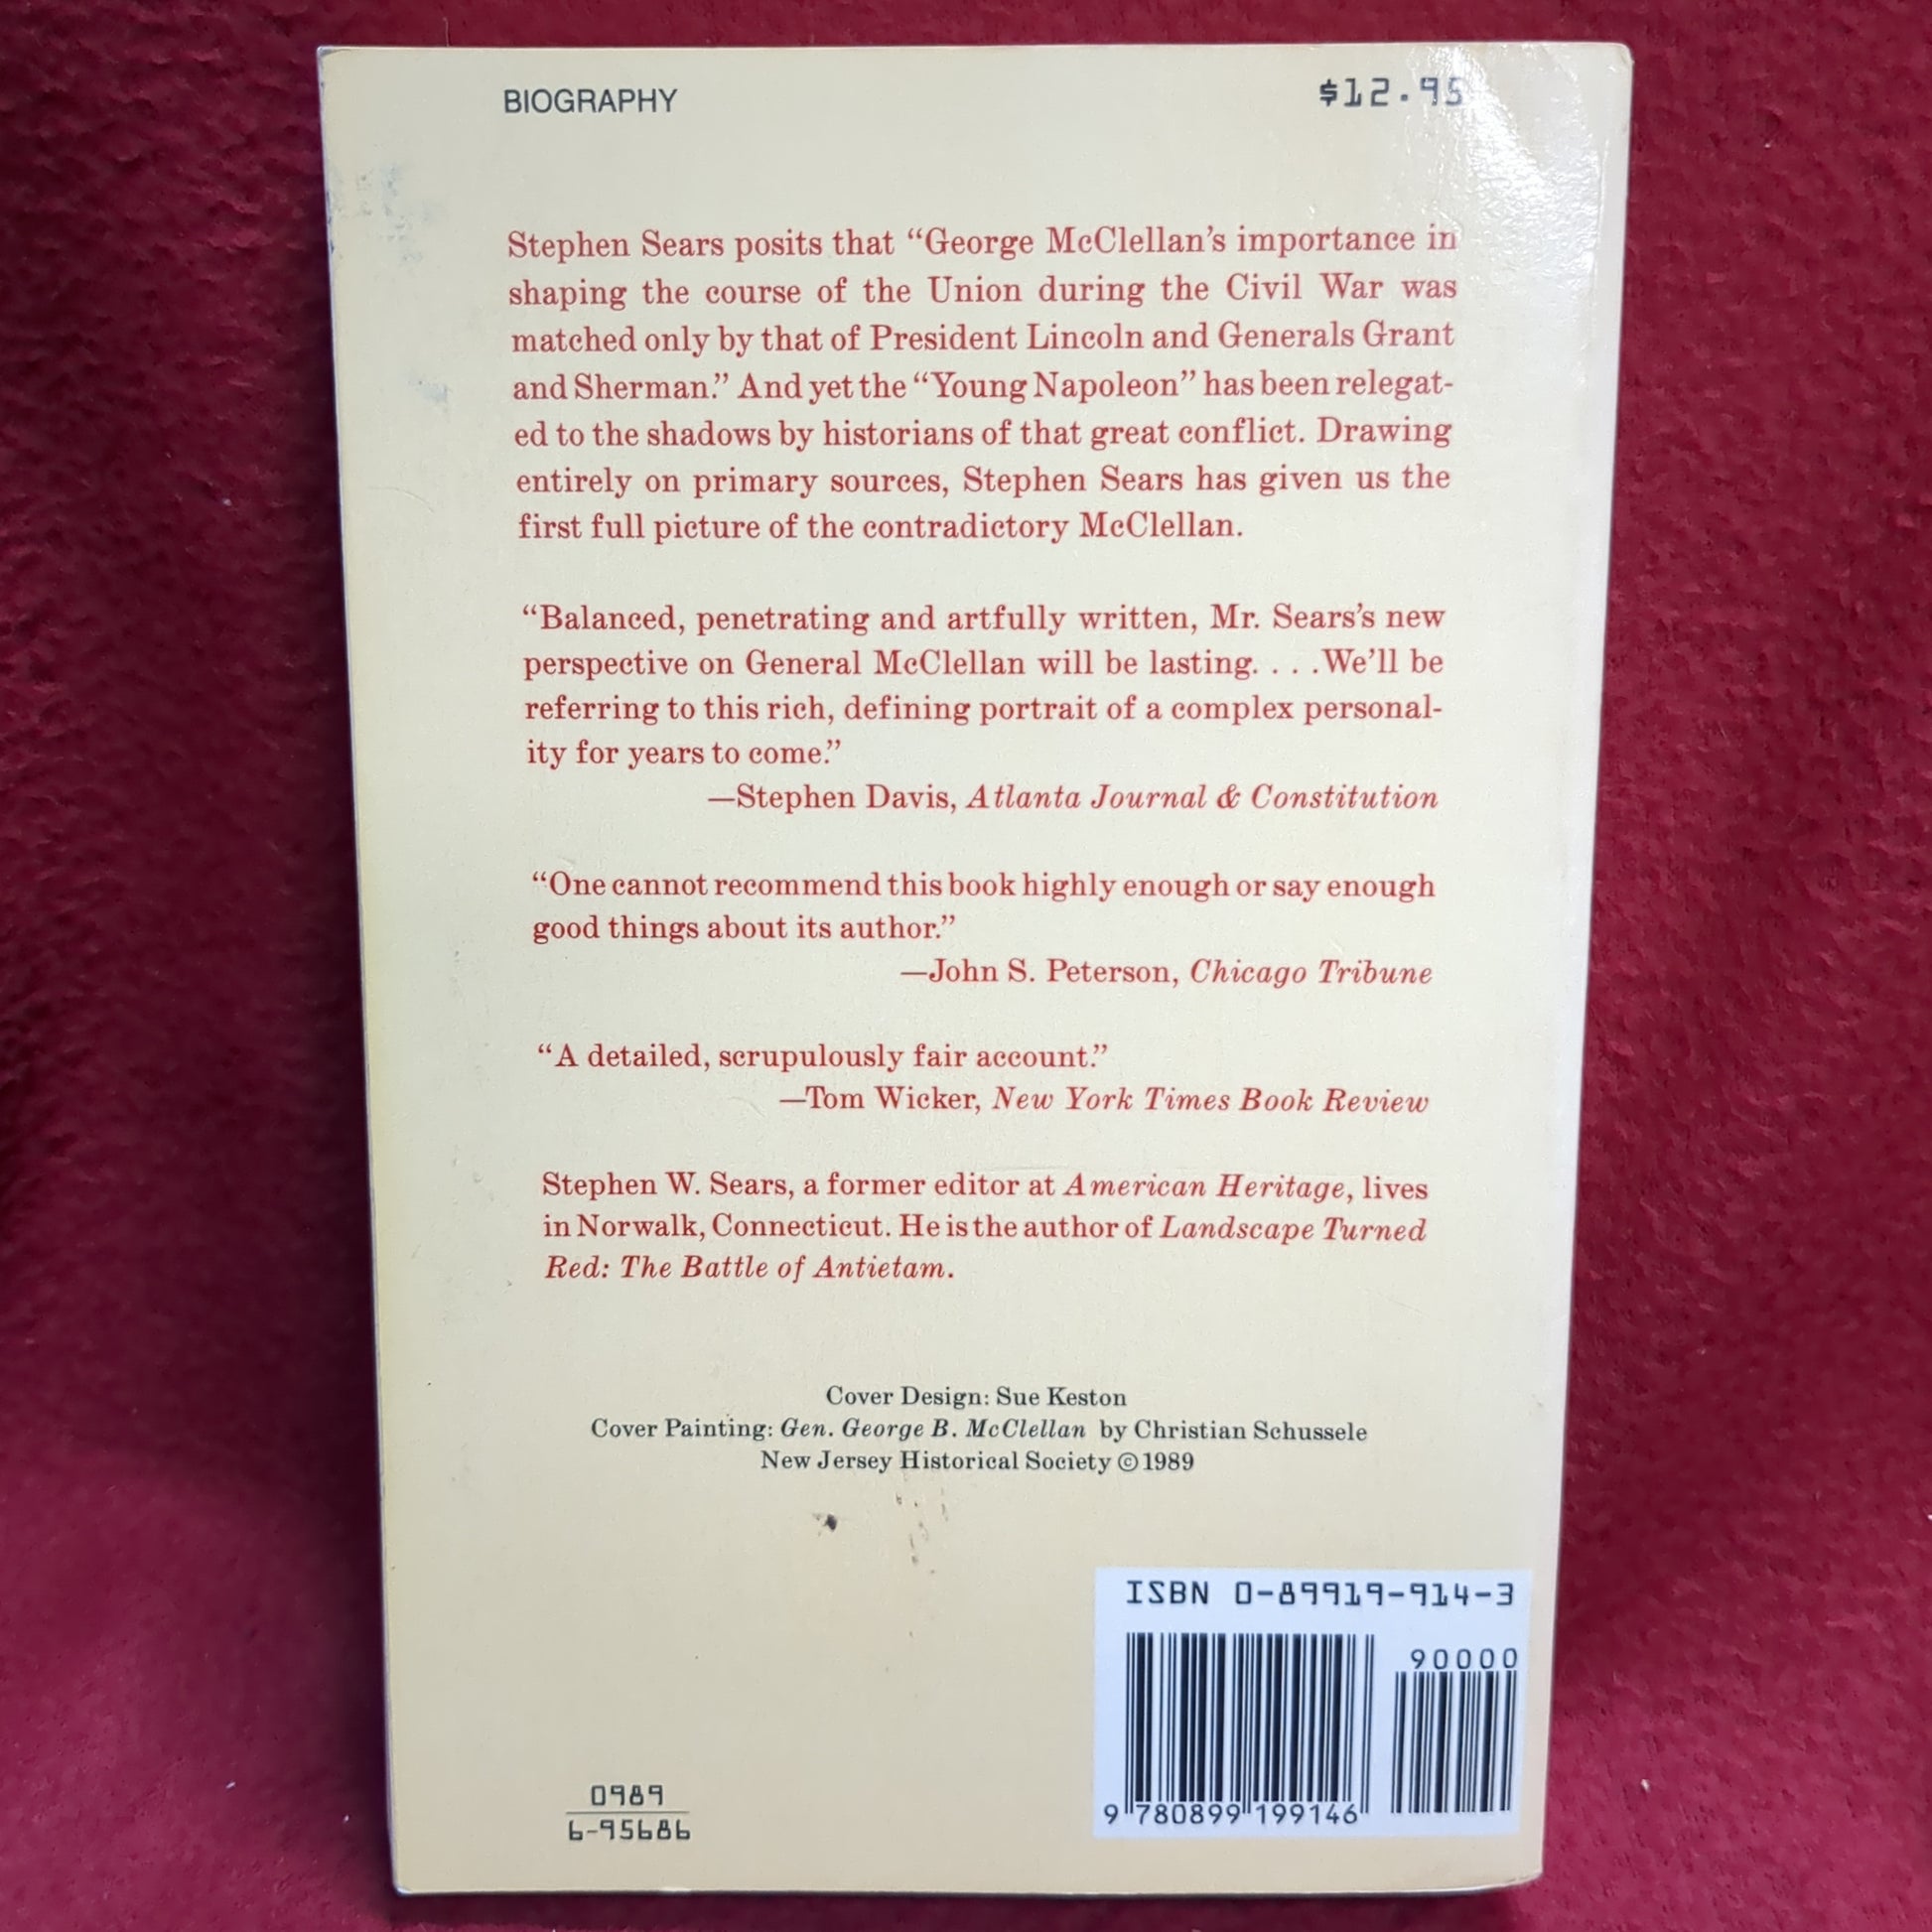 BIOGRAPHY
$12.95
Stephen Sears posits that “George McClellan’s importance in
shaping the course of the Union during the Civil War was
matched only by that of President Lincoln and Generals Grant
and Sherman.” And yet the “Young Napoleon” has been relegat-
ed to the shadows by historians of that great conflict. Drawing
entirely on primary sources, Stephen Sears has given us the
first full picture of the contradictory McClellan.
“Balanced, penetrating and artfully written, Mr. Sears’s new
perspective on General McClellan will be lasting. . . .We’ll be
referring to this rich, defining portrait of a complex personal-
ity for years to come.”
—Stephen Davis, Atlanta Journal & Constitution
“One cannot recommend this book highly enough or say enough
good things about its author.”
—John S. Peterson, Chicago Tribune
“A detailed, scrupulously fair account.”
—Tom Wicker, New York Times Book Review
Stephen W. Sears, a former editor at American Heritage, lives
in Norwalk, Connecticut. He is the author of Landscape Turned
Red: The Battle of Antietam.
Cover Design: Sue Keston
Cover Painting: Gen. George B. McClellan by Christian Schussele
New Jersey Historical Society ©1989
ISBN 0-89919-914-3
90000
9 780899 199146
0989
6-95686